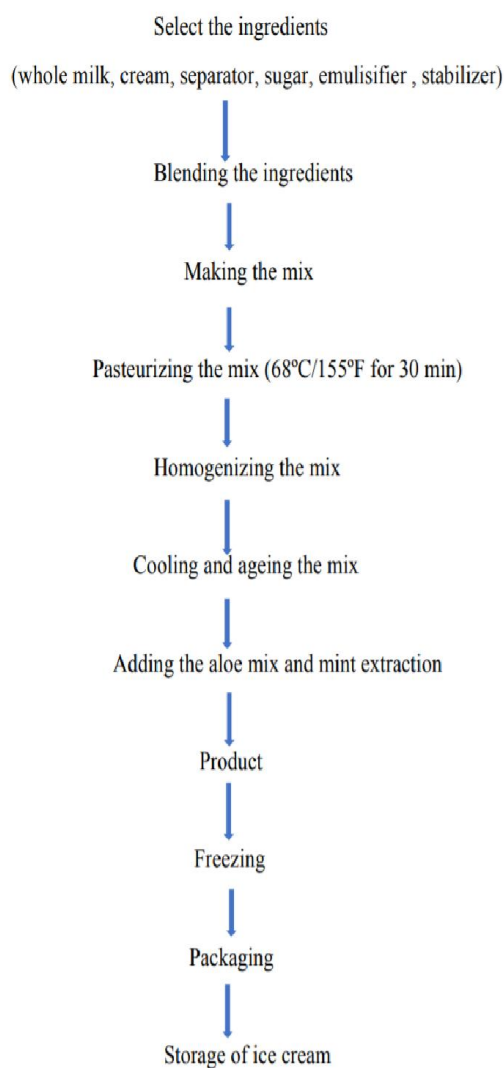 Select the ingredients
(whole milk, cream, separator, sugar, emulisifier , stabilizer)
Blending the ingredients
Making the mix
Pasteurizing the mix (68ºC/155ºF for 30 min)
Homogenizing the mix
Cooling and ageing the mix
Adding the aloe mix and mint extraction
Product
Freezing
Packaging
Storage of ice cream